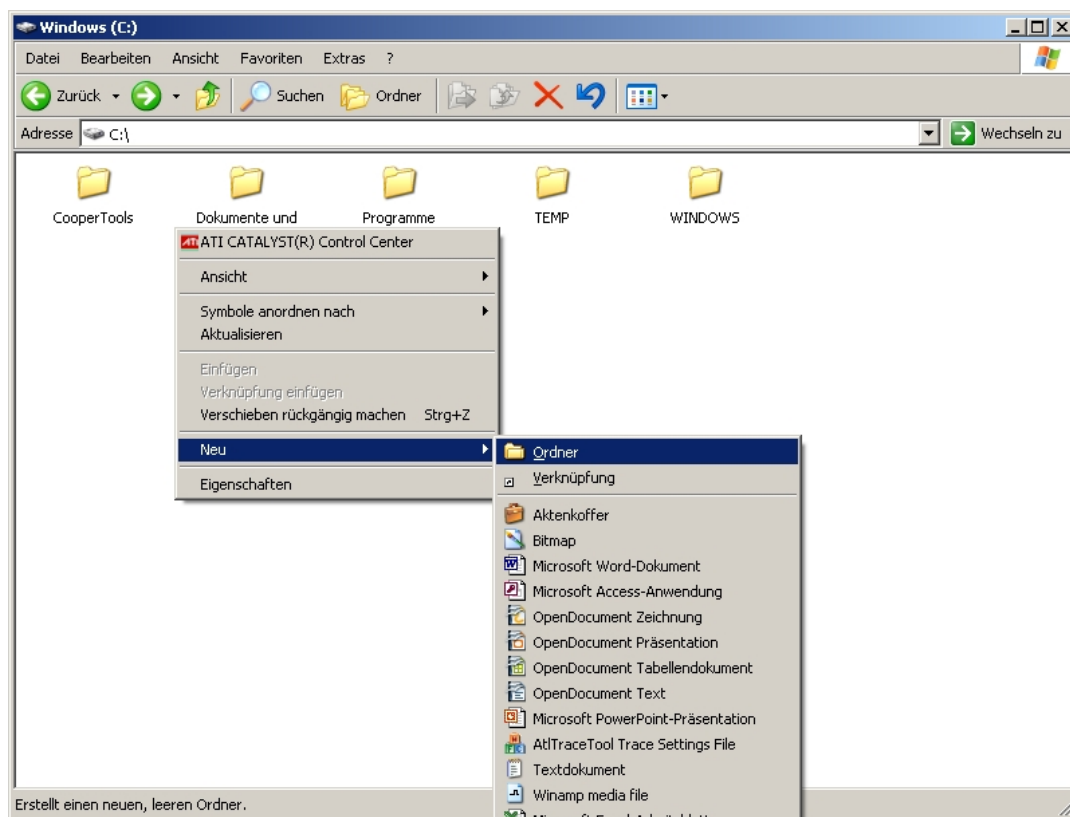 Windows (C:)
Datei Bearbeiten Ansicht Favoriten Extras ?
Zurück Suchen Ordner
Adresse C:\ Wechseln zu
CooperTools Dokumente und Programme TEMP WINDOWS
ATI CATALYST(R) Control Center
Ansicht
Symbole anordnen nach
Aktualisieren
Einfügen
Verknüpfung einfügen
Verschieben rückgängig machen Strg+Z
Neu
Eigenschaften
Ordner
Verknüpfung
Aktenkoffer
Bitmap
Microsoft Word-Dokument
Microsoft Access-Anwendung
OpenDocument Zeichnung
OpenDocument Präsentation
OpenDocument Tabellendokument
OpenDocument Text
Microsoft PowerPoint-Präsentation
AtlTraceTool Trace Settings File
Textdokument
Winamp media file
Erstellt einen neuen, leeren Ordner.